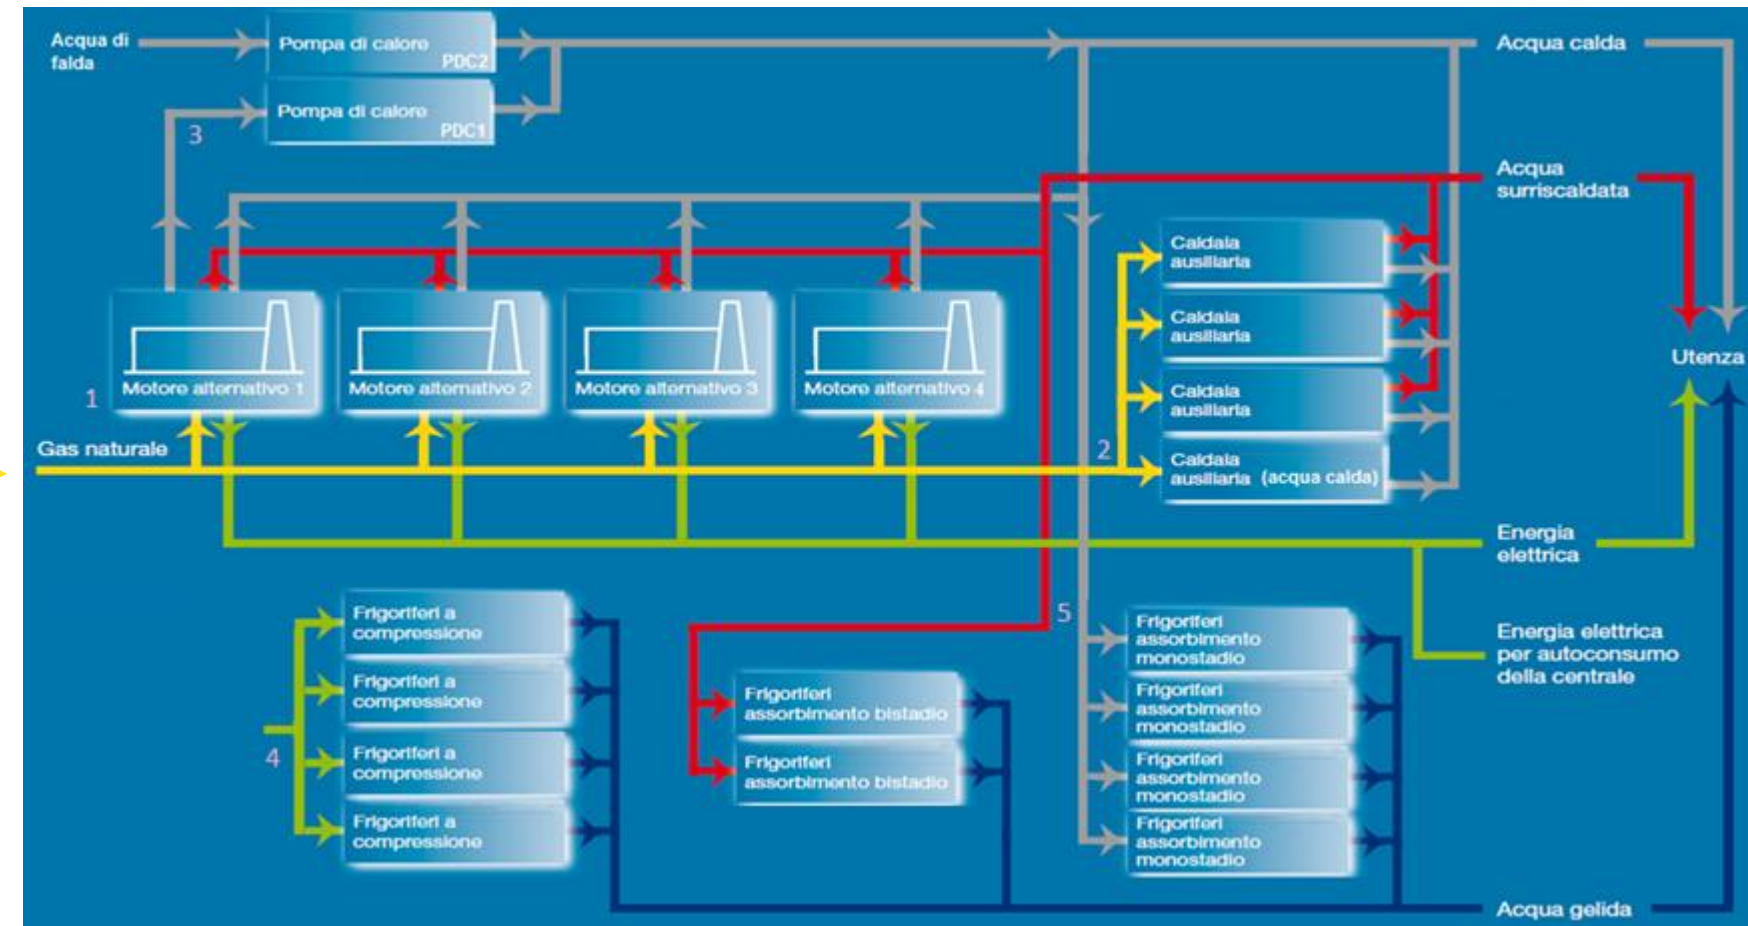 Acqua di
falda
Pompa di calore
PDC2
Pompa di calore
PDC1
3
Acqua calda
Acqua
surriscaldata
Caldaia
ausiliaria
Caldaia
ausiliaria
Caldaia
ausiliaria
Caldaia
ausiliaria (acqua calda)
2
Utenza
1
Motore alternativo 1
Motore alternativo 2
Motore alternativo 3
Motore alternativo 4
Gas naturale
Energia
elettrica
Energia elettrica
per autoconsumo
della centrale
4
Frigoriferi a
compressione
Frigoriferi a
compressione
Frigoriferi a
compressione
Frigoriferi a
compressione
Frigoriferi
assorbimento bistadio
Frigoriferi
assorbimento bistadio
5
Frigoriferi
assorbimento
monostadio
Frigoriferi
assorbimento
monostadio
Frigoriferi
assorbimento
monostadio
Frigoriferi
assorbimento
monostadio
Acqua gelida